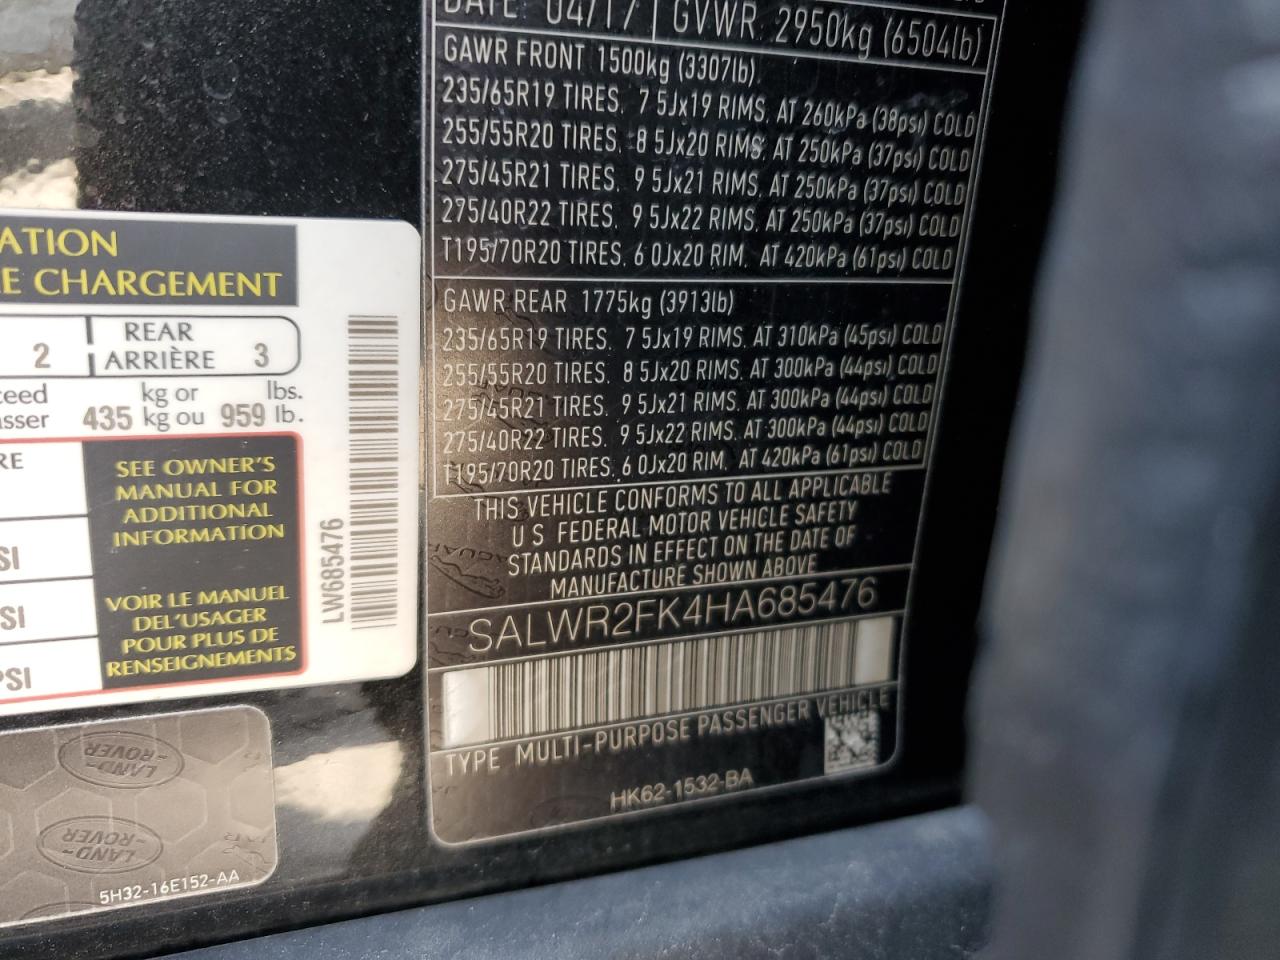 DATE: 04/17 GVWR 2950kg (6504lb)
GAWR FRONT 1500kg (3307lb)
235/65R19 TIRES, 7 5Jx19 RIMS, AT 260kPa (38psi) COLD
255/55R20 TIRES, 8 5Jx20 RIMS, AT 250kPa (37psi) COLD
275/45R21 TIRES, 9 5Jx21 RIMS, AT 250kPa (37psi) COLD
275/40R22 TIRES, 9 5Jx22 RIMS, AT 250kPa (37psi) COLD
T195/70R20 TIRES, 6 0Jx20 RIM, AT 420kPa (61psi) COLD
GAWR REAR 1775kg (3913lb)
235/65R19 TIRES, 7 5Jx19 RIMS, AT 310kPa (45psi) COLD
255/55R20 TIRES, 8 5Jx20 RIMS, AT 300kPa (44psi) COLD
275/45R21 TIRES, 9 5Jx21 RIMS, AT 300kPa (44psi) COLD
275/40R22 TIRES, 9 5Jx22 RIMS, AT 300kPa (44psi) COLD
T195/70R20 TIRES, 6 0Jx20 RIM, AT 420kPa (61psi) COLD
THIS VEHICLE CONFORMS TO ALL APPLICABLE
U S FEDERAL MOTOR VEHICLE SAFETY
STANDARDS IN EFFECT ON THE DATE OF
MANUFACTURE SHOWN ABOVE
SALWR2FK4HA685476
TYPE MULTI-PURPOSE PASSENGER VEHICLE
HK62-1532-BA
ATION
E CHARGEMENT
2 REAR
ARRIÈRE 3
ceed kg or lbs.
sser 435 kg ou 959 lb.
RE
SI
SI
PSI
SEE OWNER'S
MANUAL FOR
ADDITIONAL
INFORMATION
VOIR LE MANUEL
DEL'USAGER
POUR PLUS DE
RENSEIGNEMENTS
LW685476
LAND-
-ROVER
LAND-
-ROVER
5H32-16E152-AA